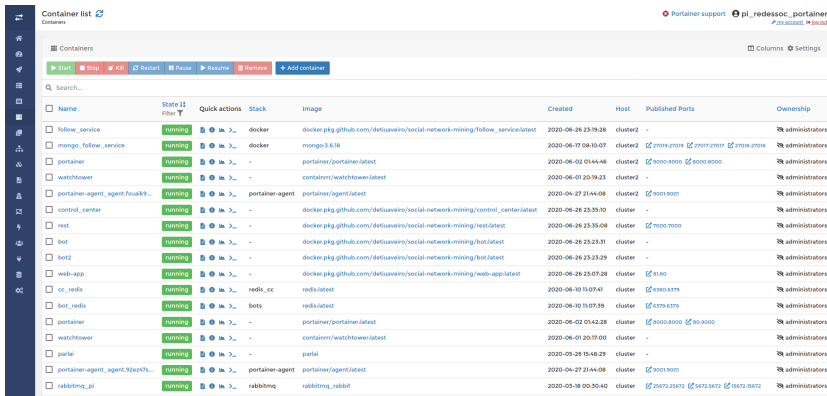 Container list
Containers
Portainer support
pi_redessoc_portainer
my account log out
Containers
Columns Settings
Start Stop Kill Restart Pause Resume Remove + Add container
Search...
Name State Filter Quick actions Stack Image Created Host Published Ports Ownership
follow_service running docker docker.pkg.github.com/detiuaveiro/social-network-mining/follow_service:latest 2020-06-26 23:19:28 cluster2 - administrators
mongo_follow_service running docker mongo:3.6.18 2020-06-17 08:10:07 cluster2 27019:27019 27017:27017 27018:27018 administrators
portainer running - portainer/portainer:latest 2020-06-02 01:44:46 cluster2 9000:9000 8000:8000 administrators
watchtower running - containrrr/watchtower:latest 2020-06-01 20:19:23 cluster2 - administrators
portainer-agent_agent.fvuaik9... running portainer-agent portainer/agent:latest 2020-04-27 21:44:08 cluster2 9001:9001 administrators
control_center running - docker.pkg.github.com/detiuaveiro/social-network-mining/control_center:latest 2020-06-26 23:35:10 cluster - administrators
rest running - docker.pkg.github.com/detiuaveiro/social-network-mining/rest:latest 2020-06-26 23:35:08 cluster 7000:7000 administrators
bot running - docker.pkg.github.com/detiuaveiro/social-network-mining/bot:latest 2020-06-26 23:23:31 cluster - administrators
bot2 running - docker.pkg.github.com/detiuaveiro/social-network-mining/bot:latest 2020-06-26 23:23:29 cluster - administrators
web-app running - docker.pkg.github.com/detiuaveiro/social-network-mining/web-app:latest 2020-06-26 23:07:28 cluster 81:80 administrators
cc_redis running redis_cc redis:latest 2020-06-10 11:07:41 cluster 6380:6379 administrators
bot_redis running bots redis:latest 2020-06-10 11:07:39 cluster 6379:6379 administrators
portainer running - portainer/portainer:latest 2020-06-02 01:42:28 cluster 8000:8000 80:9000 administrators
watchtower running - containrrr/watchtower:latest 2020-06-01 20:17:00 cluster - administrators
parlai running - parlai 2020-05-26 15:48:29 cluster - administrators
portainer-agent_agent.92ez47s... running portainer-agent portainer/agent:latest 2020-04-27 21:44:08 cluster 9001:9001 administrators
rabbitmq_pi running rabbitmq rabbitmq_rabbit 2020-03-18 00:30:40 cluster 25672:25672 5672:5672 15672:15672 administrators